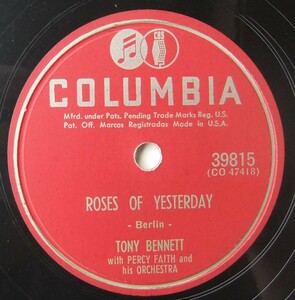 CBS
COLUMBIA
Mfrd. under Pats. Pending Trade Marks Reg. U.S.
Pat. Off. Marcas Registradas Made in U.S.A.
39815
(CO 47418)
ROSES OF YESTERDAY
- Berlin -
TONY BENNETT
with PERCY FAITH and
his ORCHESTRA